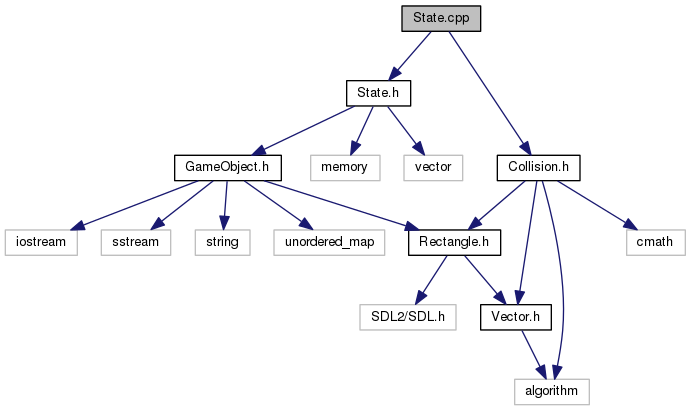 State.cpp
State.h
GameObject.h
memory
vector
Collision.h
iostream
sstream
string
unordered_map
Rectangle.h
cmath
SDL2/SDL.h
Vector.h
algorithm